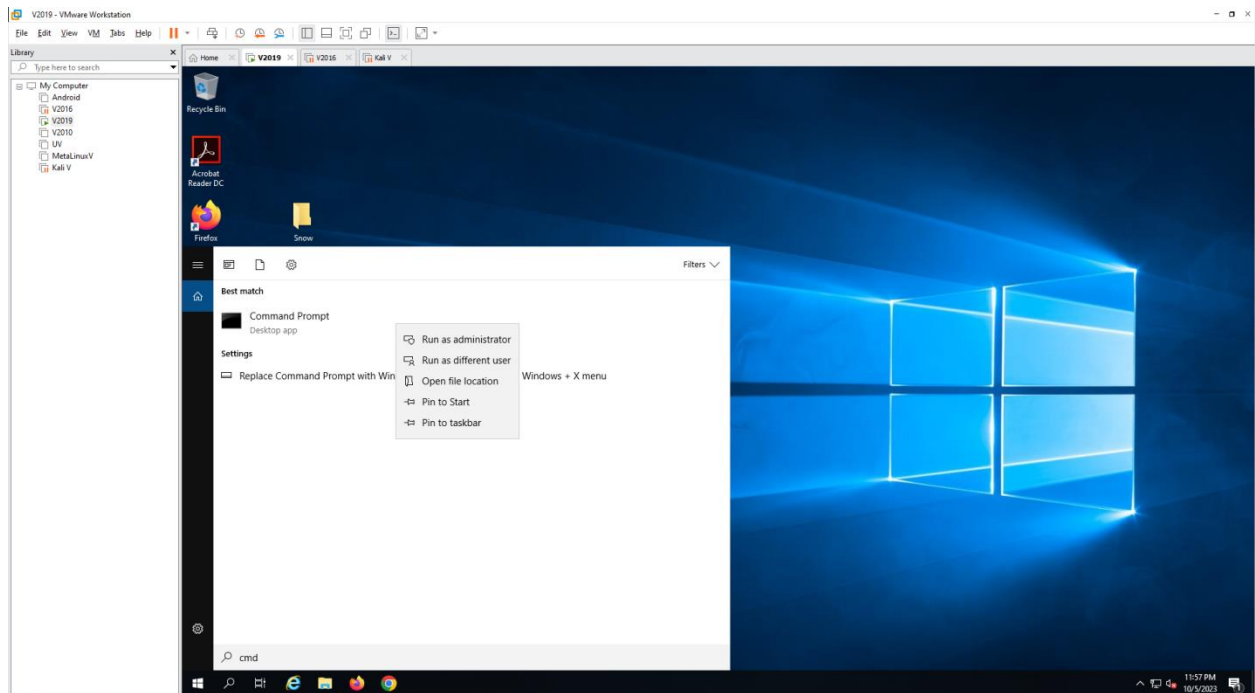 V2019 - VMware Workstation
File Edit View VM Tabs Help
Library
Type here to search
My Computer
Android
V2016
V2019
V2010
UV
MetaLinuxV
Kali V
Home V2019 V2016 Kali V
Recycle Bin
Acrobat
Reader DC
Firefox
Snow
Filters
Best match
Command Prompt
Desktop app
Settings
Replace Command Prompt with Win
Windows + X menu
Run as administrator
Run as different user
Open file location
Pin to Start
Pin to taskbar
cmd
11:57 PM
10/5/2023